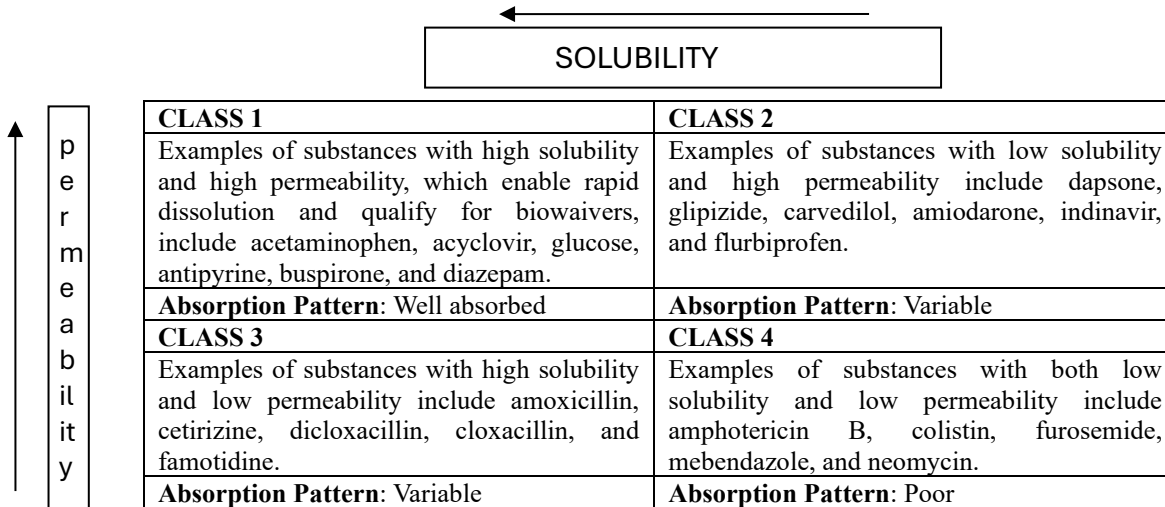 SOLUBILITY
p
e
r
m
e
a
b
il
it
y
CLASS 1
Examples of substances with high solubility
and high permeability, which enable rapid
dissolution and qualify for biowaivers,
include acetaminophen, acyclovir, glucose,
antipyrine, buspirone, and diazepam.
Absorption Pattern: Well absorbed
CLASS 2
Examples of substances with low solubility
and high permeability include dapsone,
glipizide, carvedilol, amiodarone, indinavir,
and flurbiprofen.
Absorption Pattern: Variable
CLASS 3
Examples of substances with high solubility
and low permeability include amoxicillin,
cetirizine, dicloxacillin, cloxacillin, and
famotidine.
Absorption Pattern: Variable
CLASS 4
Examples of substances with both low
solubility and low permeability include
amphotericin B, colistin, furosemide,
mebendazole, and neomycin.
Absorption Pattern: Poor